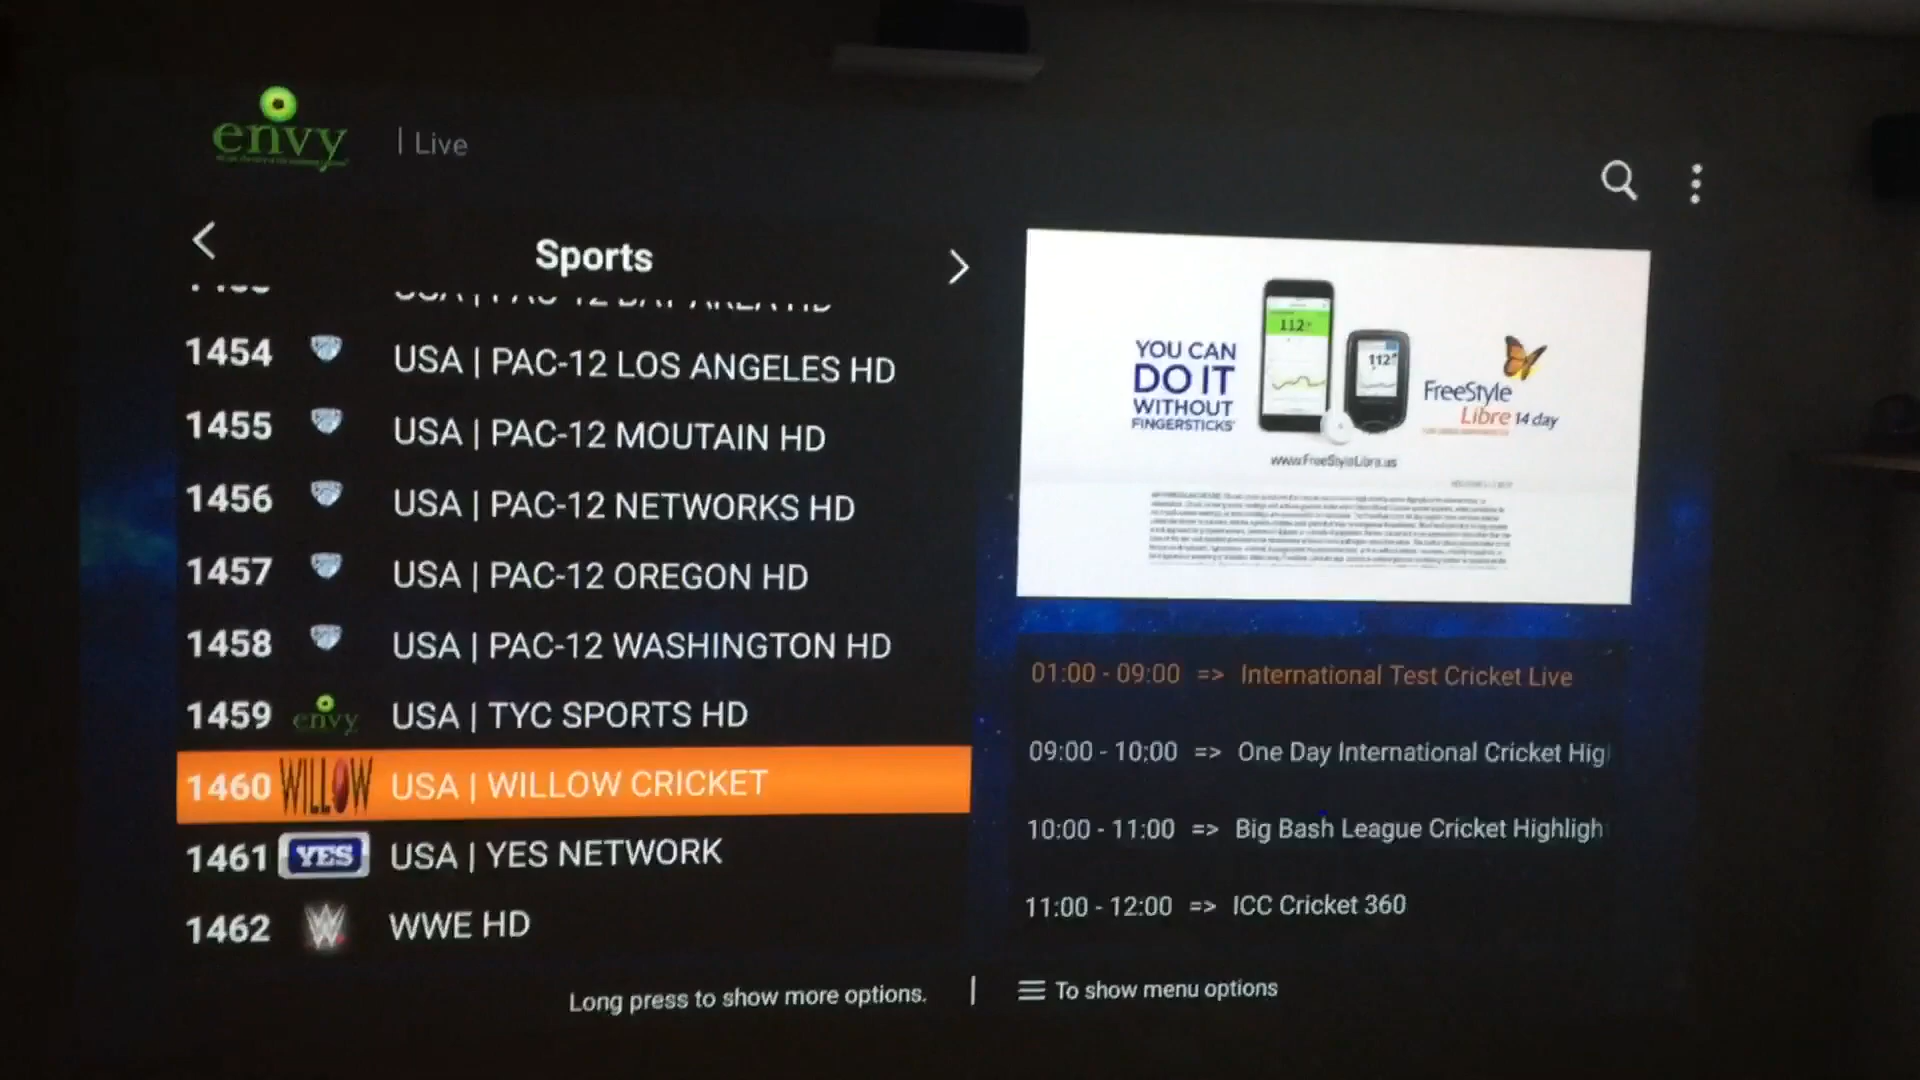 envy
| Live
Sports
1454 USA | PAC-12 LOS ANGELES HD
1455 USA | PAC-12 MOUTAIN HD
1456 USA | PAC-12 NETWORKS HD
1457 USA | PAC-12 OREGON HD
1458 USA | PAC-12 WASHINGTON HD
1459 envy USA | TYC SPORTS HD
1460 WILLOW USA | WILLOW CRICKET
1461 YES USA | YES NETWORK
1462 W WWE HD
YOU CAN
DO IT
WITHOUT
FINGERSTICKS
112
112
FreeStyle
Libre 14 day
www.FreeStyleLibre.us
01:00 - 09:00 => International Test Cricket Live
09:00 - 10:00 => One Day International Cricket Hig
10:00 - 11:00 => Big Bash League Cricket Highligh
11:00 - 12:00 => ICC Cricket 360
Long press to show more options. | To show menu options